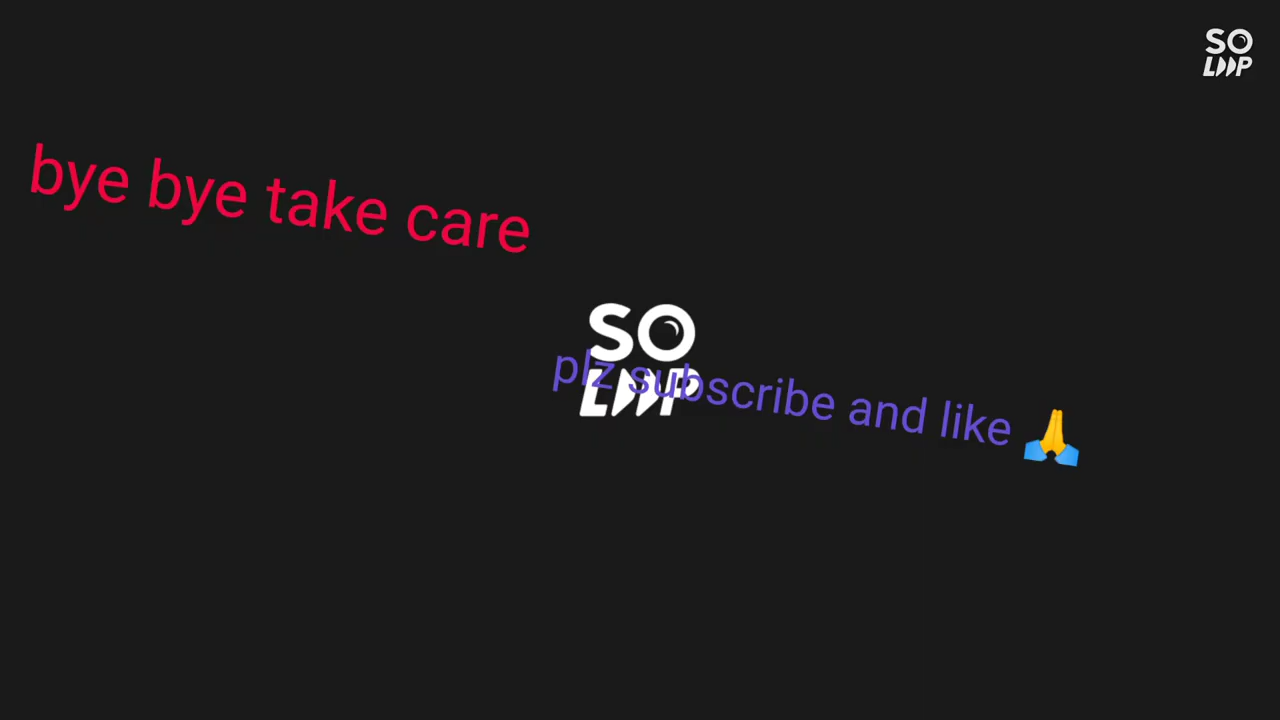 SO
LOOP
bye bye take care
SO
LOOP
plz subscribe and like 🙏